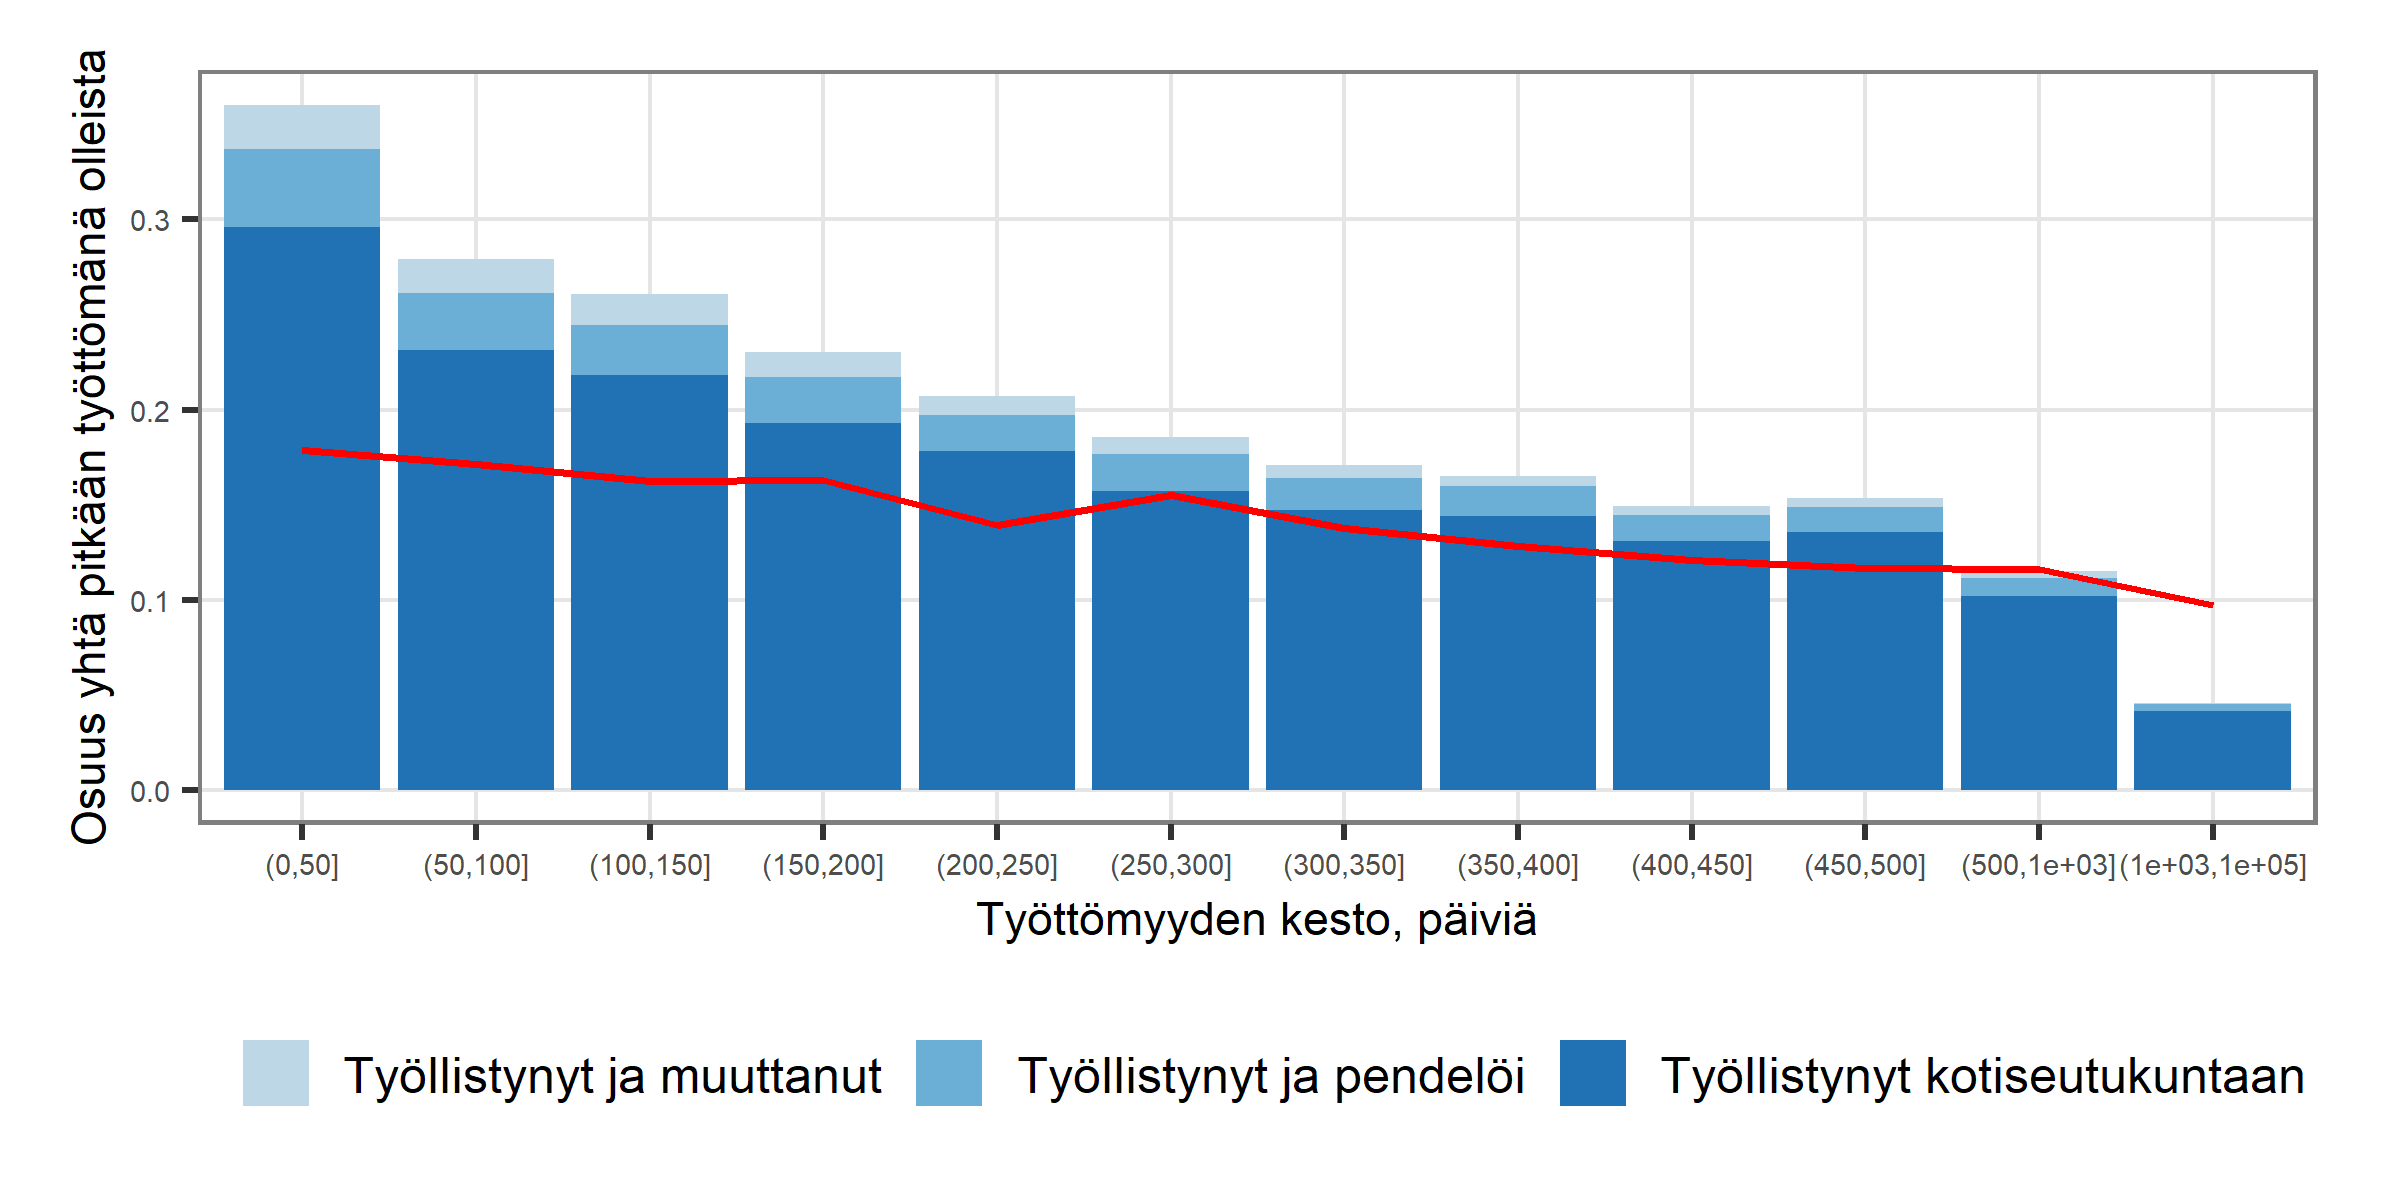 Osuus yhtä pitkään työttömänä olleista
0.3
0.2
0.1
0.0
(0,50] (50,100] (100,150] (150,200] (200,250] (250,300] (300,350] (350,400] (400,450] (450,500] (500,1e+03] (1e+03,1e+05]
Työttömyyden kesto, päiviä
Työllistynyt ja muuttanut Työllistynyt ja pendelöi Työllistynyt kotiseutukuntaan